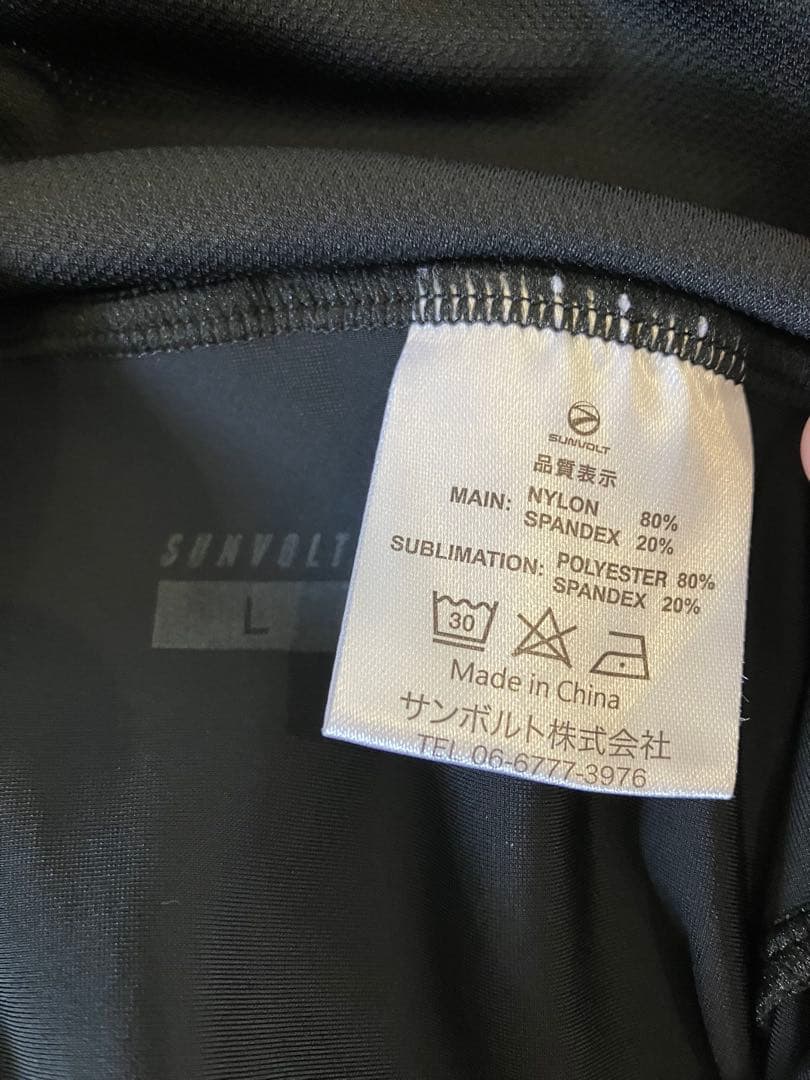 SUNVOLT
品質表示
MAIN: NYLON 80%
SPANDEX 20%
SUBLIMATION: POLYESTER 80%
SPANDEX 20%
30
Made in China
サンボルト株式会社
TEL 06-6777-3976
SUNVOLT
L